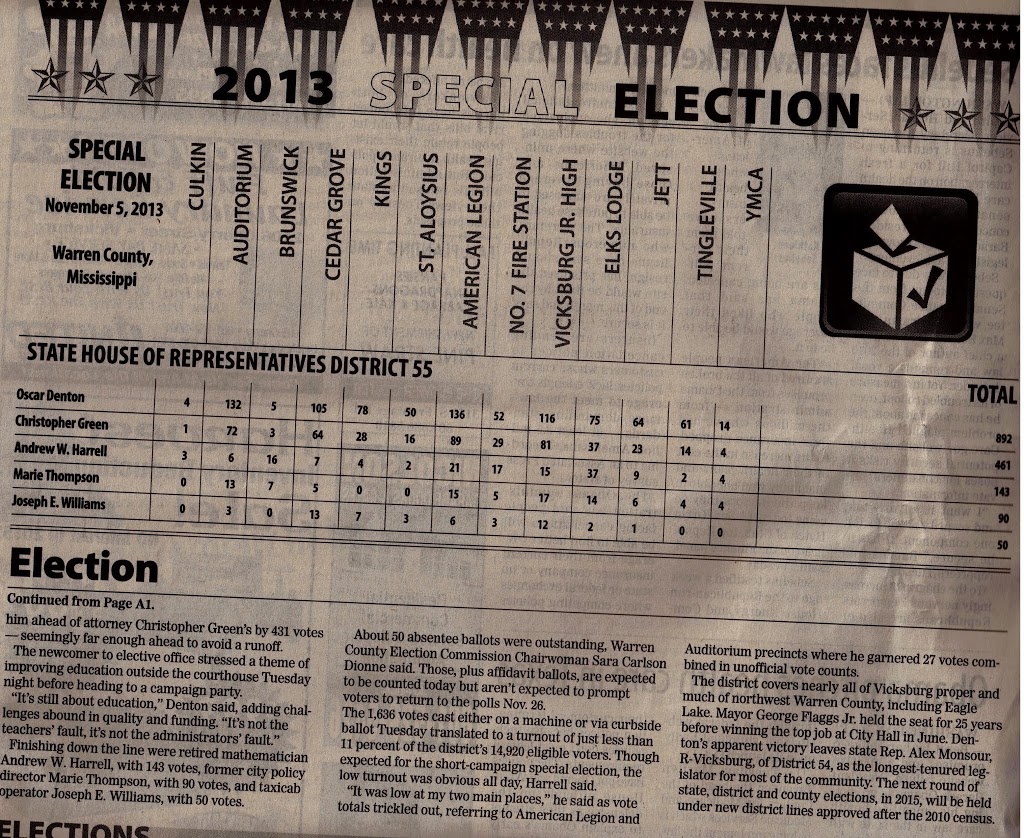 2013 SPECIAL ELECTION
SPECIAL
ELECTION
November 5, 2013
Warren County,
Mississippi
CULKIN
AUDITORIUM
BRUNSWICK
CEDAR GROVE
KINGS
ST. ALOYSIUS
AMERICAN LEGION
NO. 7 FIRE STATION
VICKSBURG JR. HIGH
ELKS LODGE
JETT
TINGLEVILLE
YMCA
STATE HOUSE OF REPRESENTATIVES DISTRICT 55
TOTAL
Oscar Denton 4 132 5 105 78 50 136 52 116 75 64 61 14 892
Christopher Green 1 72 3 64 28 16 89 29 81 37 23 14 4 461
Andrew W. Harrell 3 6 16 7 4 2 21 17 15 37 9 2 4 143
Marie Thompson 0 13 7 5 0 0 15 5 17 14 6 4 4 90
Joseph E. Williams 0 3 0 13 7 3 6 3 12 2 1 0 0 50
Election
Continued from Page A1.
him ahead of attorney Christopher Green's by 431 votes
— seemingly far enough ahead to avoid a runoff.
The newcomer to elective office stressed a theme of
improving education outside the courthouse Tuesday
night before heading to a campaign party.
"It's still about education," Denton said, adding chal-
lenges abound in quality and funding. "It's not the
teachers' fault, it's not the administrators' fault."
Finishing down the line were retired mathematician
Andrew W. Harrell, with 143 votes, former city policy
director Marie Thompson, with 90 votes, and taxicab
operator Joseph E. Williams, with 50 votes.
About 50 absentee ballots were outstanding, Warren
County Election Commission Chairwoman Sara Carlson
Dionne said. Those, plus affidavit ballots, are expected
to be counted today but aren't expected to prompt
voters to return to the polls Nov. 26.
The 1,636 votes cast either on a machine or via curbside
ballot Tuesday translated to a turnout of just less than
11 percent of the district's 14,920 eligible voters. Though
expected for the short-campaign special election, the
low turnout was obvious all day, Harrell said.
"It was low at my two main places," he said as vote
totals trickled out, referring to American Legion and
Auditorium precincts where he garnered 27 votes com-
bined in unofficial vote counts.
The district covers nearly all of Vicksburg proper and
much of northwest Warren County, including Eagle
Lake. Mayor George Flaggs Jr. held the seat for 25 years
before winning the top job at City Hall in June. Den-
ton's apparent victory leaves state Rep. Alex Monsour,
R-Vicksburg, of District 54, as the longest-tenured leg-
islator for most of the community. The next round of
state, district and county elections, in 2015, will be held
under new district lines approved after the 2010 census.
ELECTIONS